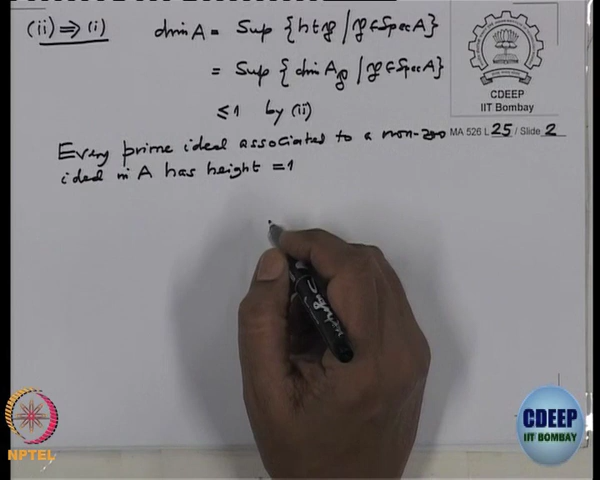 (ii) ⇒ (i) dim A = Sup {ht 𝔭 / 𝔭 ∈ Spec A}
= Sup {dim A_𝔭 / 𝔭 ∈ Spec A}
≤ 1 by (ii)
Every prime ideal associated to a non-zero
ideal in A has height = 1
CDEEP
IIT Bombay
MA 526 L 25 / Slide 2
NPTEL
CDEEP
IIT BOMBAY